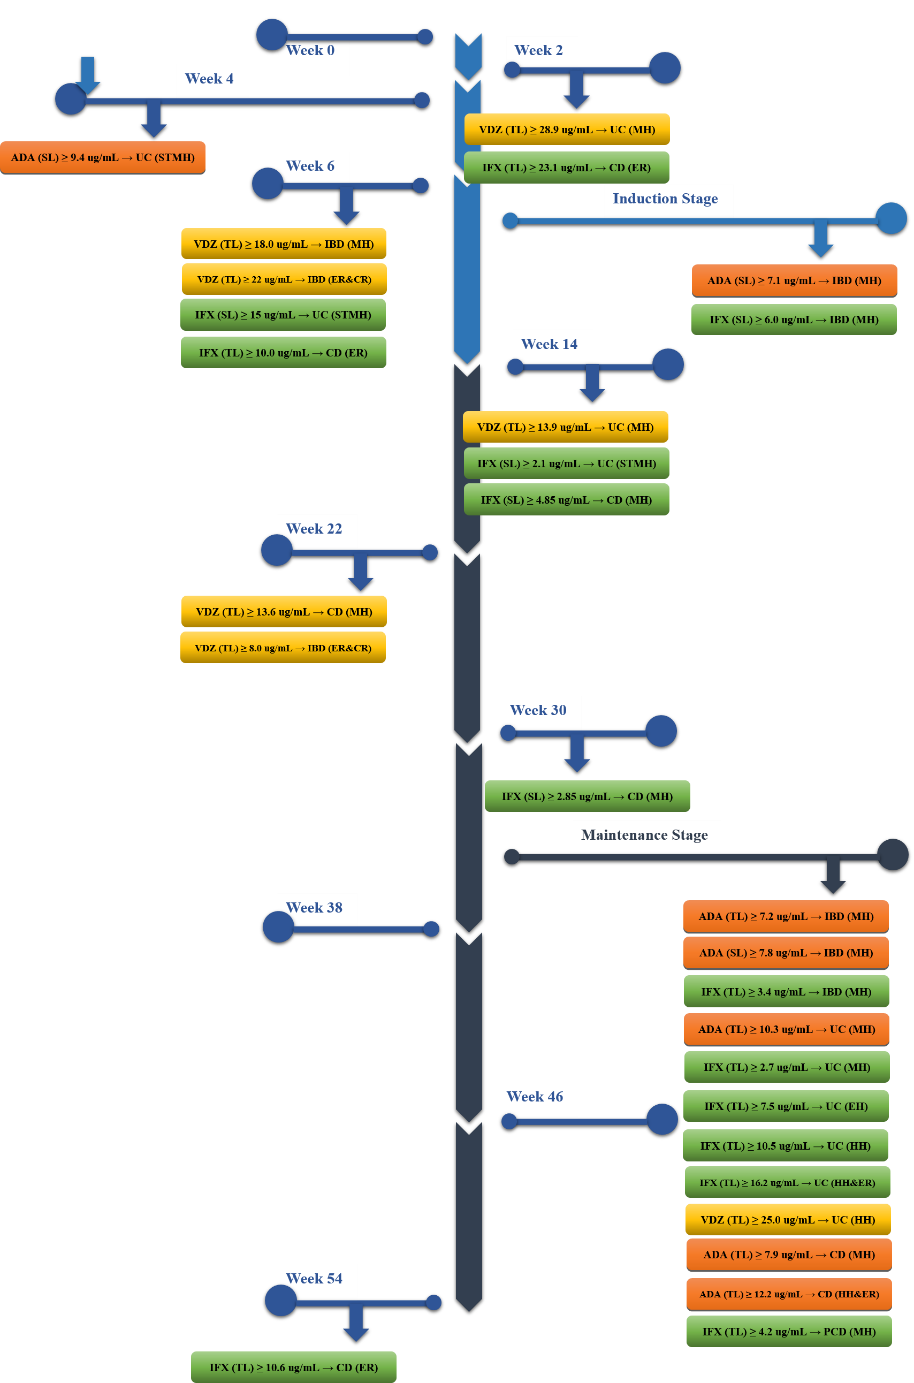 Week 0
Week 2
Week 4
VDZ (TL) ≥ 28.9 ug/mL → UC (MH)
ADA (SL) ≥ 9.4 ug/mL → UC (STMH)
IFX (TL) ≥ 23.1 ug/mL → CD (ER)
Week 6
Induction Stage
VDZ (TL) ≥ 18.0 ug/mL → IBD (MH)
VDZ (TL) ≥ 22 ug/mL → IBD (ER&CR)
IFX (SL) ≥ 15 ug/mL → UC (STMH)
IFX (TL) ≥ 10.0 ug/mL → CD (ER)
ADA (SL) > 7.1 ug/mL → IBD (MH)
IFX (SL) ≥ 6.0 ug/mL → IBD (MH)
Week 14
VDZ (TL) ≥ 13.9 ug/mL → UC (MH)
IFX (SL) > 2.1 ug/mL → UC (STMH)
IFX (SL) ≥ 4.85 ug/mL → CD (MH)
Week 22
VDZ (TL) ≥ 13.6 ug/mL → CD (MH)
VDZ (TL) ≥ 8.0 ug/mL → IBD (ER&CR)
Week 30
IFX (SL) > 2.85 ug/mL → CD (MH)
Maintenance Stage
Week 38
ADA (TL) ≥ 7.2 ug/mL → IBD (MH)
ADA (SL) ≥ 7.8 ug/mL → IBD (MH)
IFX (TL) ≥ 3.4 ug/mL → IBD (MH)
ADA (TL) ≥ 10.3 ug/mL → UC (MH)
IFX (TL) ≥ 2.7 ug/mL → UC (MH)
Week 46
IFX (TL) ≥ 7.5 ug/mL → UC (EH)
IFX (TL) ≥ 10.5 ug/mL → UC (HH)
IFX (TL) ≥ 16.2 ug/mL → UC (HH&ER)
VDZ (TL) ≥ 25.0 ug/mL → UC (HH)
ADA (TL) ≥ 7.9 ug/mL → CD (MH)
ADA (TL) ≥ 12.2 ug/mL → CD (HH&ER)
IFX (TL) ≥ 4.2 ug/mL → PCD (MH)
Week 54
IFX (TL) > 10.6 ug/mL → CD (ER)